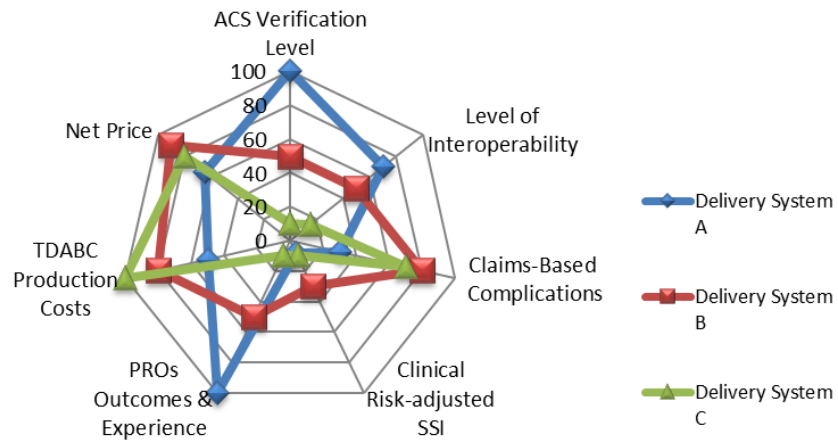 ACS Verification
Level
100
80
60
40
20
0
Level of
Interoperability
Claims-Based
Complications
Clinical
Risk-adjusted
SSI
PROs
Outcomes &
Experience
TDABC
Production
Costs
Net Price
Delivery System
A
Delivery System
B
Delivery System
C